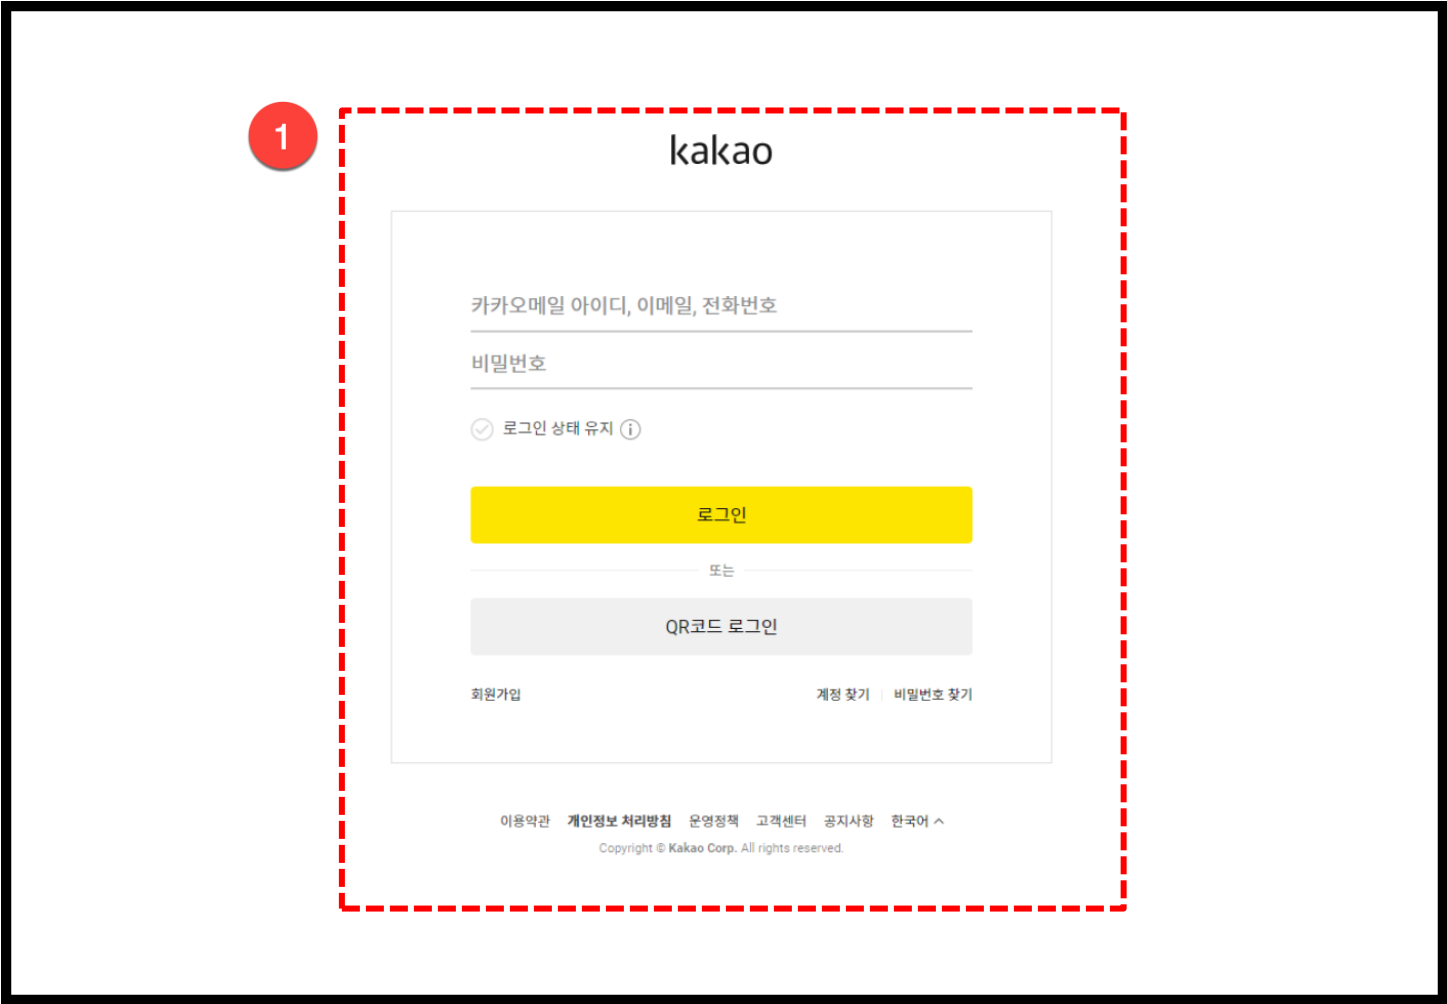 1
kakao
카카오메일 아이디, 이메일, 전화번호
비밀번호
로그인 상태 유지
로그인
또는
QR코드 로그인
회원가입 계정 찾기 비밀번호 찾기
이용약관 개인정보 처리방침 운영정책 고객센터 공지사항 한국어
Copyright © Kakao Corp. All rights reserved.